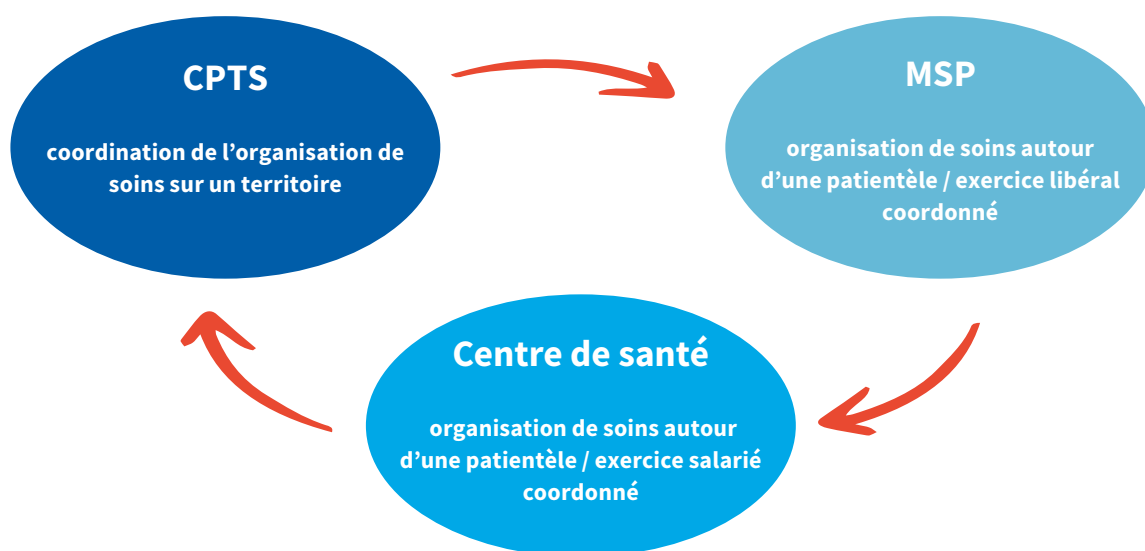 CPTS
coordination de l’organisation de
soins sur un territoire
MSP
organisation de soins autour
d’une patientèle / exercice libéral
coordonné
Centre de santé
organisation de soins autour
d’une patientèle / exercice salarié
coordonné